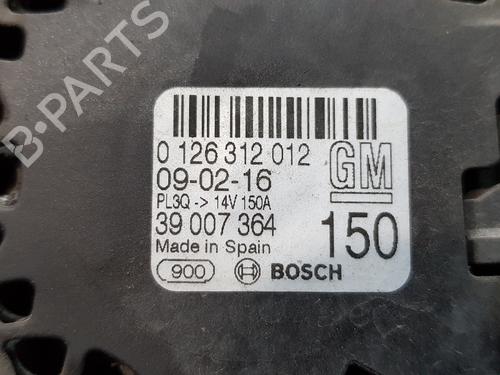 B-PARTS
0 126 312 012
09-02-16
GM
PL3Q -> 14V 150A
39 007 364
150
Made in Spain
900
BOSCH